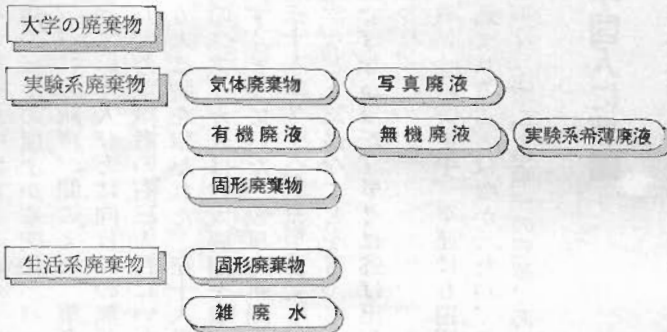 大学の廃棄物
実験系廃棄物 気体廃棄物 写真廃液
有機廃液 無機廃液 実験系希薄廃液
固形廃棄物
生活系廃棄物 固形廃棄物
雑廃水